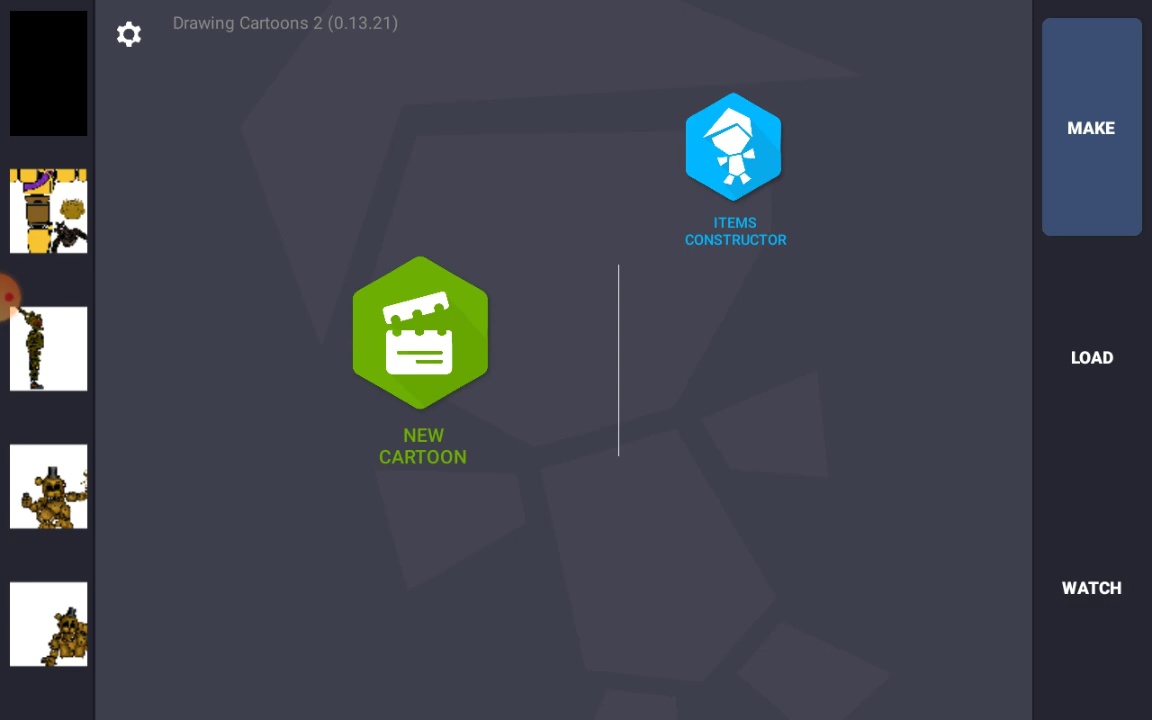 Drawing Cartoons 2 (0.13.21)
ITEMS
CONSTRUCTOR
NEW
CARTOON
MAKE
LOAD
WATCH